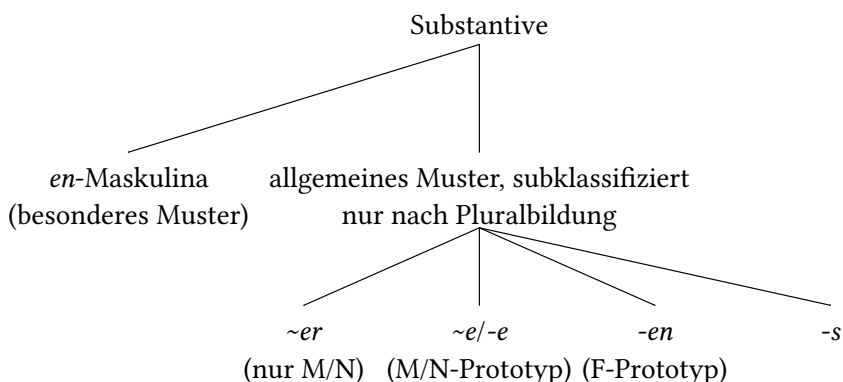 Substantive
en-Maskulina allgemeines Muster, subklassifiziert
(besonderes Muster) nur nach Pluralbildung
~er ~e/-e -en -s
(nur M/N) (M/N-Prototyp) (F-Prototyp)